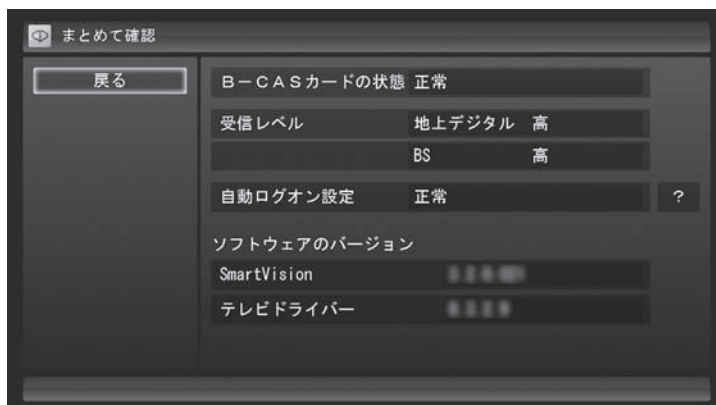 まとめて確認
戻る
B-CASカードの状態 正常
受信レベル 地上デジタル 高
BS 高
自動ログオン設定 正常 ?
ソフトウェアのバージョン
SmartVision
テレビドライバー